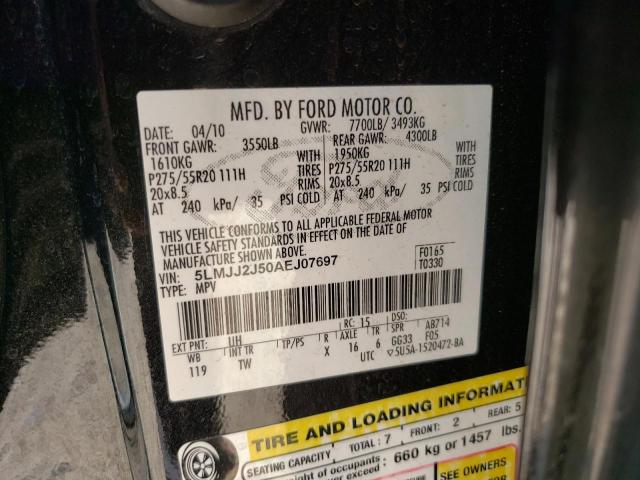 MFD. BY FORD MOTOR CO.
DATE: 04/10 GVWR: 7700LB/ 3493KG
FRONT GAWR: 3550LB REAR GAWR: 4300LB
1610KG WITH 1950KG WITH
P275/55R20 111H TIRES P275/55R20 111H TIRES
20x8.5 RIMS 20x8.5 RIMS
AT 240 kPa/ 35 PSI COLD AT 240 kPa/ 35 PSI COLD
THIS VEHICLE CONFORMS TO ALL APPLICABLE FEDERAL MOTOR
VEHICLE SAFETY STANDARDS IN EFFECT ON THE DATE OF
MANUFACTURE SHOWN ABOVE.
VIN: 5LMJJ2J50AEJ07697 F0165
TYPE: MPV T0330
EXT PNT: UH RC: 15 DSO:
WB INT TR TP/PS R AXLE TR SPR AB714
119 TW X 16 6 GG33 F05
UTC ▽5U5A-1520472-BA
TIRE AND LOADING INFORMAT
SEATING CAPACITY TOTAL: 7 FRONT: 2 REAR: 5
ight of occupants
ver exceed : 660 kg or 1457 lbs.
SEE OWNERS